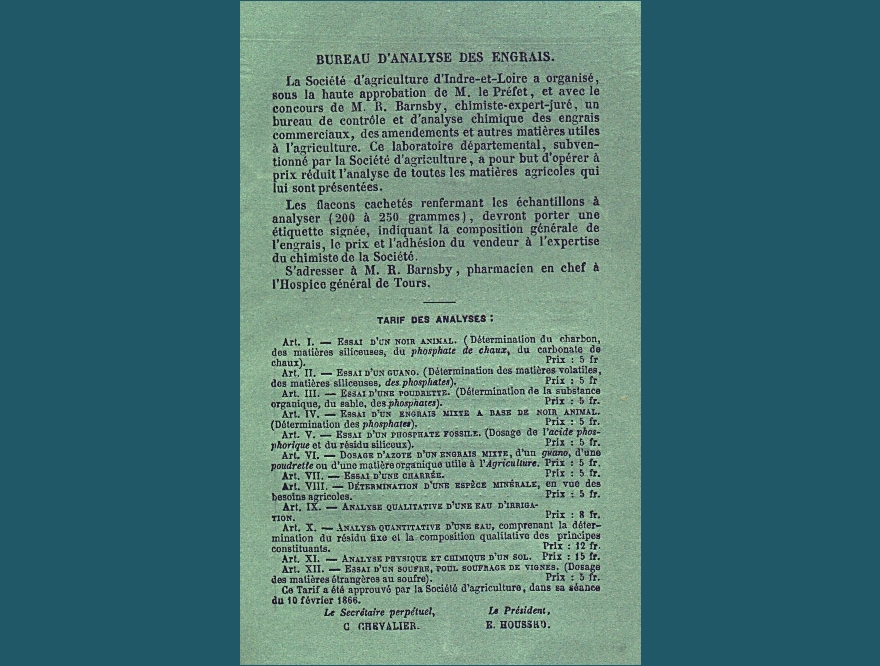 BUREAU D'ANALYSE DES ENGRAIS.
La Société d'agriculture d'Indre-et-Loire a organisé,
sous la haute approbation de M. le Préfet, et avec le
concours de M. R. Barnsby, chimiste-expert-juré, un
bureau de contrôle et d'analyse chimique des engrais
commerciaux, des amendements et autres matières utiles
à l'agriculture. Ce laboratoire départemental, subven-
tionné par la Société d'agriculture, a pour but d'opérer à
prix réduit l'analyse de toutes les matières agricoles qui
lui sont présentées.
Les flacons cachetés renfermant les échantillons à
analyser (200 à 250 grammes), devront porter une
étiquette signée, indiquant la composition générale de
l'engrais, le prix et l'adhésion du vendeur à l'expertise
du chimiste de la Société.
S'adresser à M. R. Barnsby, pharmacien en chef à
l'Hospice général de Tours.
TARIF DES ANALYSES :
Art. I. — ESSAI D'UN NOIR ANIMAL. (Détermination du charbon,
des matières siliceuses, du phosphate de chaux, du carbonate de
chaux). Prix : 5 fr
Art. II. — ESSAI D'UN GUANO. (Détermination des matières volatiles,
des matières siliceuses, des phosphates). Prix : 5 fr
Art. III. — ESSAI D'UNE POUDRETTE. (Détermination de la substance
organique, du sable, des phosphates). Prix : 5 fr.
Art. IV. — ESSAI D'UN ENGRAIS MIXTE A BASE DE NOIR ANIMAL.
(Détermination des phosphates). Prix : 5 fr.
Art. V. — ESSAI D'UN PHOSPHATE FOSSILE. (Dosage de l'acide phos-
phorique et du résidu siliceux). Prix : 5 fr.
Art. VI. — DOSAGE D'AZOTE D'UN ENGRAIS MIXTE, d'un guano, d'une
poudrette ou d'une matière organique utile à l'Agriculture. Prix : 5 fr.
Art. VII. — ESSAI D'UNE CHARRÉE. Prix : 5 fr.
Art. VIII. — DÉTERMINATION D'UNE ESPÈCE MINÉRALE, en vue des
besoins agricoles. Prix : 5 fr.
Art. IX. — ANALYSE QUALITATIVE D'UNE EAU D'IRRIGA-
TION. Prix : 8 fr.
Art. X. — ANALYSE QUANTITATIVE D'UNE EAU, comprenant la déter-
mination du résidu fixe et la composition qualitative des principes
constituants. Prix : 12 fr.
Art. XI. — ANALYSE PHYSIQUE ET CHIMIQUE D'UN SOL. Prix : 15 fr.
Art. XII. — ESSAI D'UN SOUFRE, POUR SOUFRAGE DE VIGNES. (Dosage
des matières étrangères au soufre). Prix : 5 fr.
Ce Tarif a été approuvé par la Société d'agriculture, dans sa séance
du 10 février 1866.
Le Secrétaire perpétuel, Le Président,
C CHEVALIER. E. HOUSSARD.